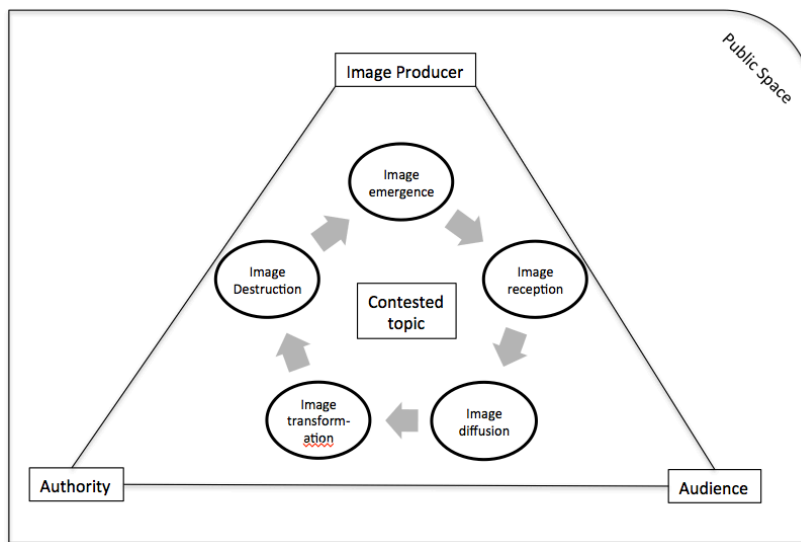 Public Space
Image Producer
Image
emergence
Image
Destruction
Image
reception
Contested
topic
Image
transform-
ation
Image
diffusion
Authority
Audience